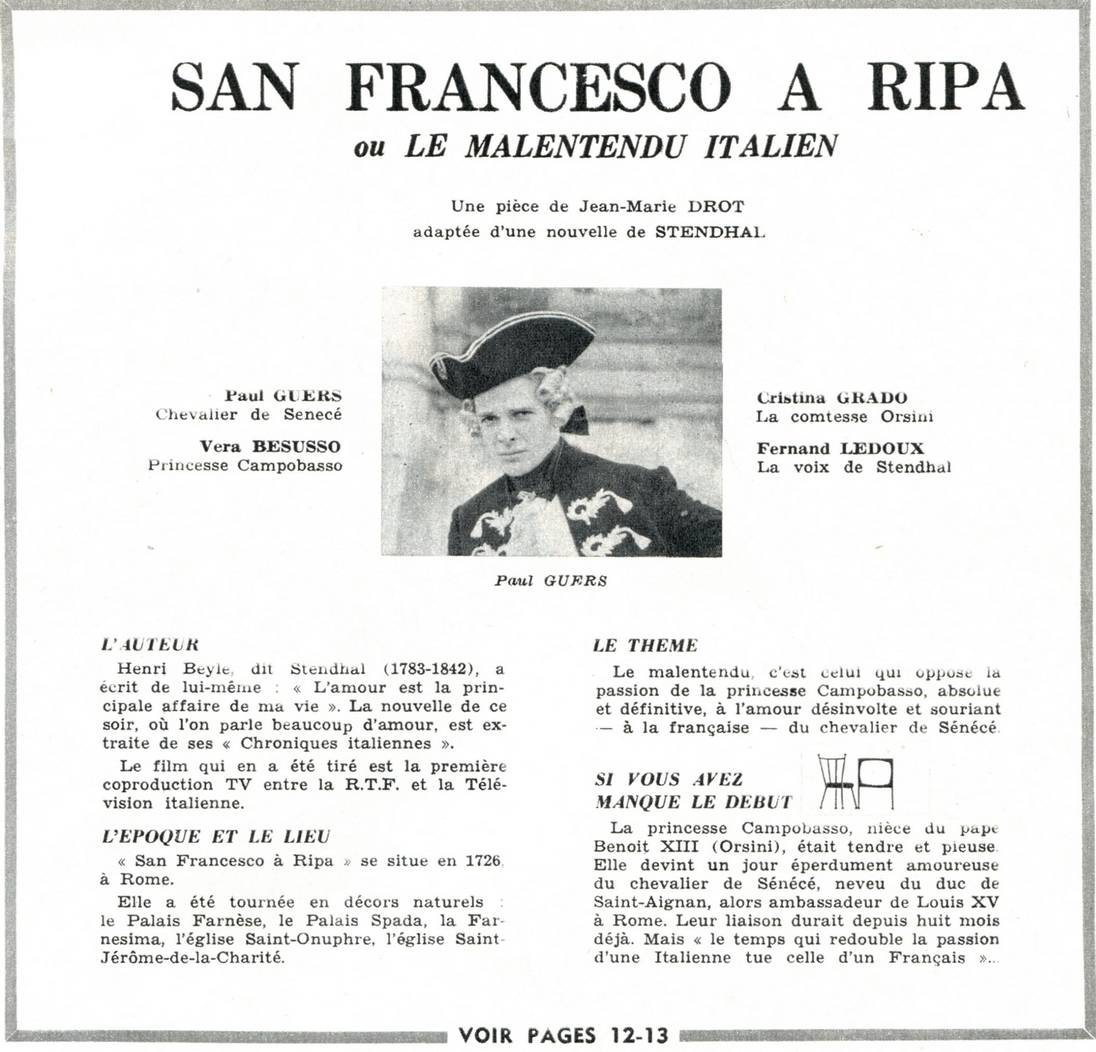 SAN FRANCESCO A RIPA
ou LE MALENTENDU ITALIEN
Une pièce de Jean-Marie DROT
adaptée d'une nouvelle de STENDHAL
Paul GUERS
Chevalier de Senecé
Vera BESUSSO
Princesse Campobasso
Cristina GRADO
La comtesse Orsini
Fernand LEDOUX
La voix de Stendhal
Paul GUERS
L'AUTEUR
Henri Beyle, dit Stendhal (1783-1842), a
écrit de lui-même : « L'amour est la prin-
cipale affaire de ma vie ». La nouvelle de ce
soir, où l'on parle beaucoup d'amour, est ex-
traite de ses « Chroniques italiennes ».
Le film qui en a été tiré est la première
coproduction TV entre la R.T.F. et la Télé-
vision italienne.
L'EPOQUE ET LE LIEU
« San Francesco à Ripa » se situe en 1726,
à Rome.
Elle a été tournée en décors naturels :
le Palais Farnèse, le Palais Spada, la Far-
nesima, l'église Saint-Onuphre, l'église Saint-
Jérôme-de-la-Charité.
LE THEME
Le malentendu, c'est celui qui oppose la
passion de la princesse Campobasso, absolue
et définitive, à l'amour désinvolte et souriant
— à la française — du chevalier de Sénécé.
SI VOUS AVEZ
MANQUE LE DEBUT
La princesse Campobasso, nièce du pape
Benoit XIII (Orsini), était tendre et pieuse.
Elle devint un jour éperdument amoureuse
du chevalier de Sénécé, neveu du duc de
Saint-Aignan, alors ambassadeur de Louis XV
à Rome. Leur liaison durait depuis huit mois
déjà. Mais « le temps qui redouble la passion
d'une Italienne tue celle d'un Français »...
VOIR PAGES 12-13